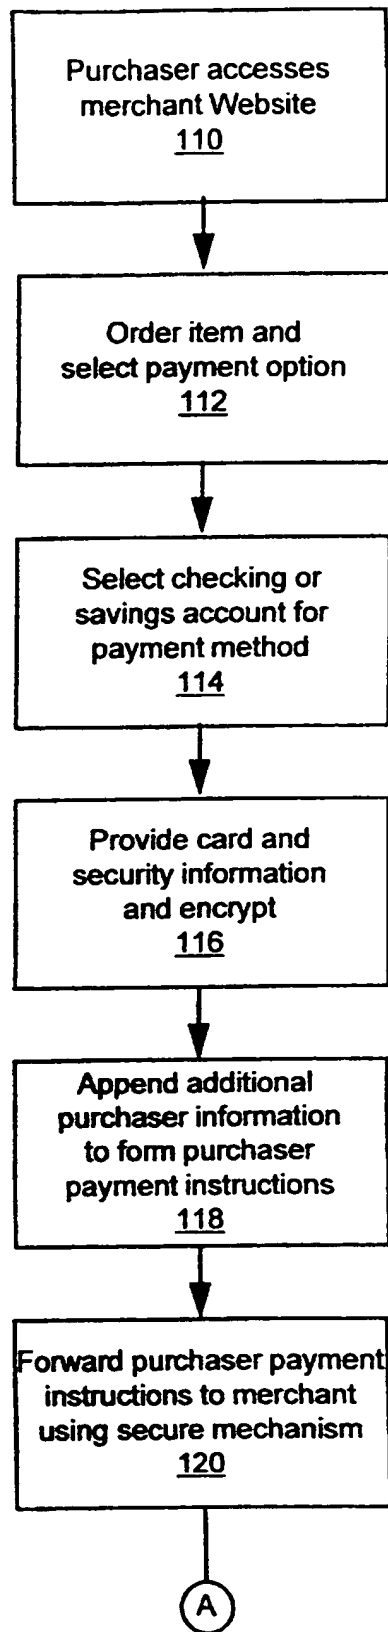 Purchaser accesses
merchant Website
110
Order item and
select payment option
112
Select checking or
savings account for
payment method
114
Provide card and
security information
and encrypt
116
Append additional
purchaser information
to form purchaser
payment instructions
118
Forward purchaser payment
instructions to merchant
using secure mechanism
120
A